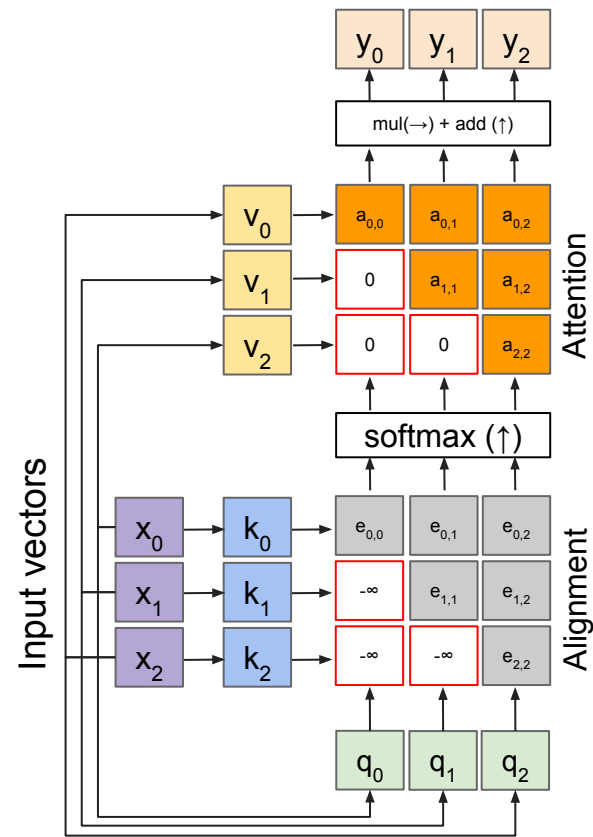 y₀ y₁ y₂
mul(→) + add (↑)
v₀ a₀,₀ a₀,₁ a₀,₂
v₁ 0 a₁,₁ a₁,₂
v₂ 0 0 a₂,₂
Attention
softmax (↑)
Input vectors
x₀ k₀ e₀,₀ e₀,₁ e₀,₂
x₁ k₁ -∞ e₁,₁ e₁,₂
x₂ k₂ -∞ -∞ e₂,₂
Alignment
q₀ q₁ q₂